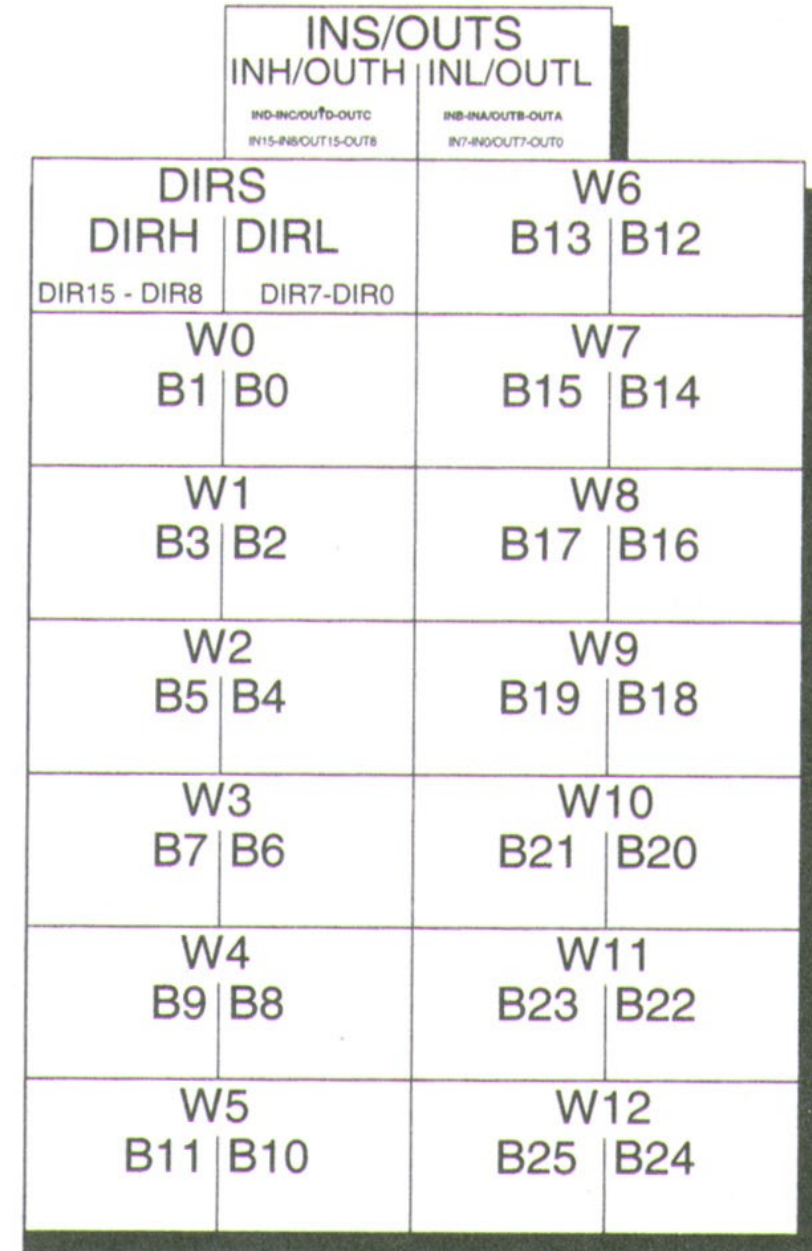 INS/OUTS
INH/OUTH INL/OUTL
IND-INC/OUTD-OUTC INB-INA/OUTB-OUTA
IN15-IN8/OUT15-OUT8 IN7-IN0/OUT7-OUT0
DIRS
DIRH DIRL
DIR15 - DIR8 DIR7-DIR0
W0
B1 B0
W1
B3 B2
W2
B5 B4
W3
B7 B6
W4
B9 B8
W5
B11 B10
W6
B13 B12
W7
B15 B14
W8
B17 B16
W9
B19 B18
W10
B21 B20
W11
B23 B22
W12
B25 B24